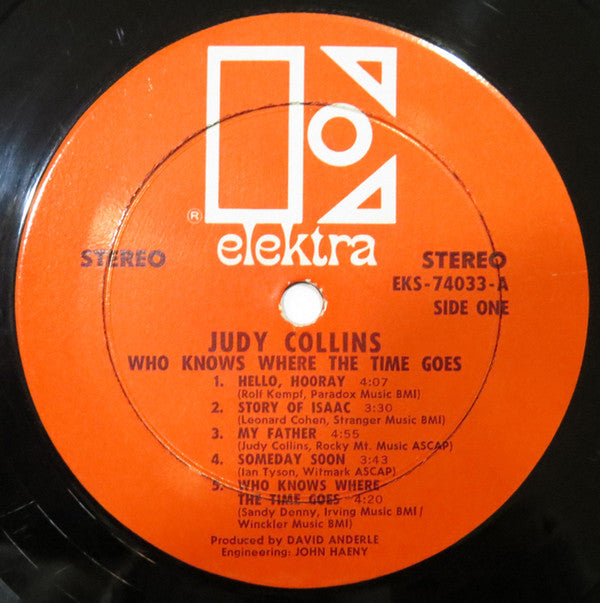 ®
elektra
STEREO
STEREO
EKS-74033-A
SIDE ONE
JUDY COLLINS
WHO KNOWS WHERE THE TIME GOES
1. HELLO, HOORAY 4:07
(Rolf Kempf, Paradox Music BMI)
2. STORY OF ISAAC 3:30
(Leonard Cohen, Stranger Music BMI)
3. MY FATHER 4:55
(Judy Collins, Rocky Mt. Music ASCAP)
4. SOMEDAY SOON 3:43
(Ian Tyson, Witmark ASCAP)
5. WHO KNOWS WHERE
THE TIME GOES 4:20
(Sandy Denny, Irving Music BMI/
Winckler Music BMI)
Produced by DAVID ANDERLE
Engineering: JOHN HAENY